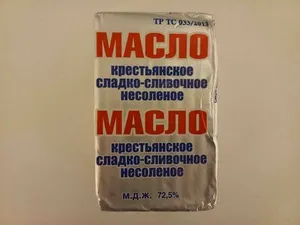 ТР ТС 033/2013
МАСЛО
крестьянское
сладко-сливочное
несоленое
МАСЛО
крестьянское
сладко-сливочное
несоленое
М.Д.Ж. 72,5%